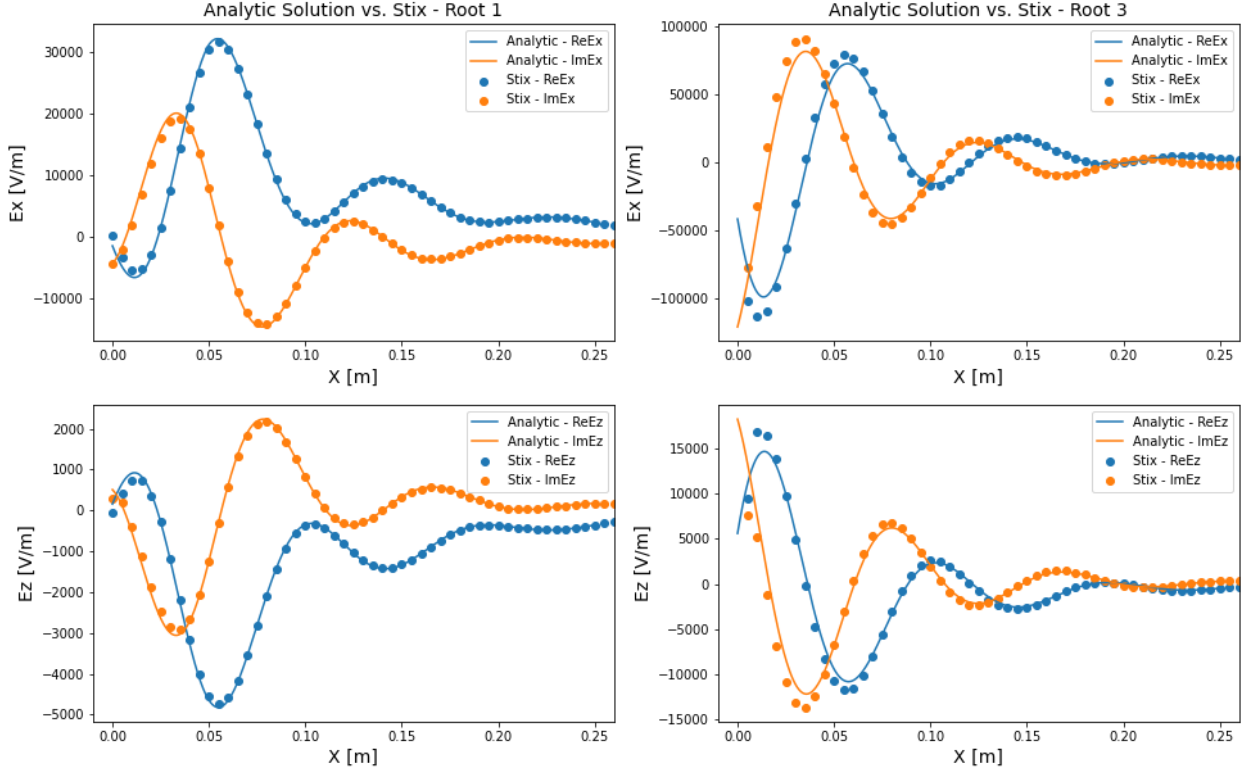 Analytic Solution vs. Stix - Root 1
30000
20000
10000
0
−10000
Ex [V/m]
Analytic - ReEx
Analytic - ImEx
Stix - ReEx
Stix - ImEx
0.00 0.05 0.10 0.15 0.20 0.25
X [m]
Analytic Solution vs. Stix - Root 3
100000
50000
0
−50000
−100000
Ex [V/m]
Analytic - ReEx
Analytic - ImEx
Stix - ReEx
Stix - ImEx
0.00 0.05 0.10 0.15 0.20 0.25
X [m]
2000
1000
0
−1000
−2000
−3000
−4000
−5000
Ez [V/m]
Analytic - ReEz
Analytic - ImEz
Stix - ReEz
Stix - ImEz
0.00 0.05 0.10 0.15 0.20 0.25
X [m]
15000
10000
5000
0
−5000
−10000
−15000
Ez [V/m]
Analytic - ReEz
Analytic - ImEz
Stix - ReEz
Stix - ImEz
0.00 0.05 0.10 0.15 0.20 0.25
X [m]